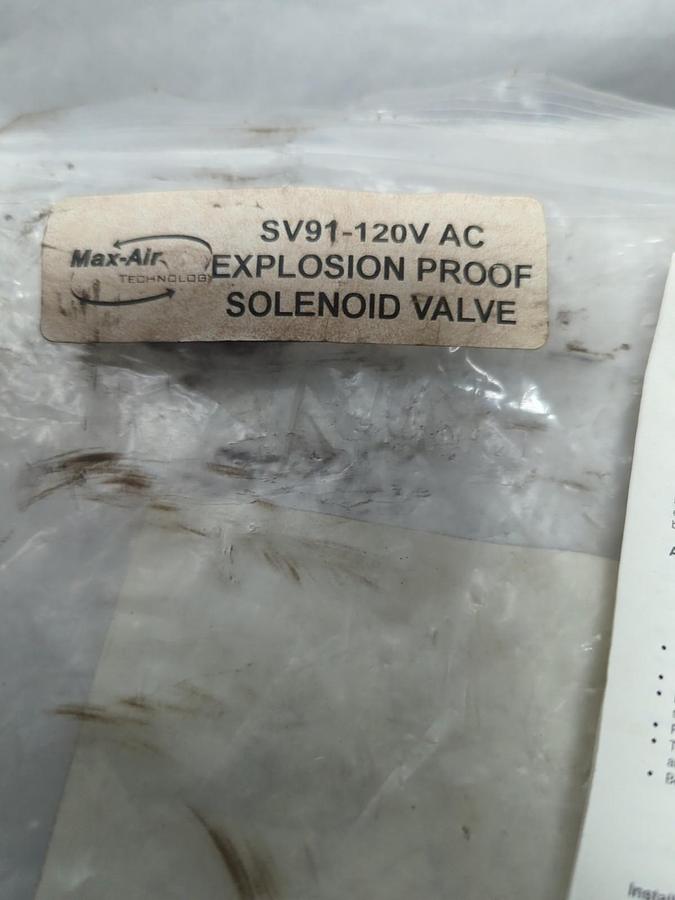 Max-Air
TECHNOLOGY
SV91-120V AC
EXPLOSION PROOF
SOLENOID VALVE